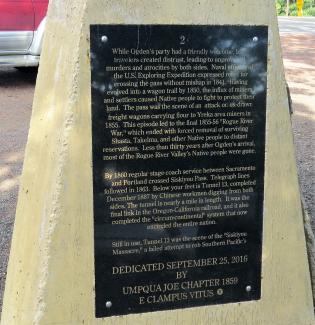 2
While Ogden's party had a friendly welcome, later
travelers created distrust, leading to unprovoked
murders and atrocities by both sides. Naval officers of
the U.S. Exploring Expedition expressed relief for
crossing the pass without mishap in 1841. Having
evolved into a wagon trail by 1850, the influx of miners
and settlers caused Native people to fight to protect their
land. The pass was the scene of an attack on ox-drawn
freight wagons carrying flour to Yreka area miners in
1855. This episode led to the final 1855-56 "Rogue River
War," which ended with forced removal of surviving
Shasta, Takelma, and other Native people to distant
reservations. Less than thirty years after Ogden's arrival,
most of the Rogue River Valley's Native people were gone.
By 1860 regular stage coach service between Sacramento
and Portland crossed Siskiyou Pass. Telegraph lines
followed in 1863. Below your feet is Tunnel 13, completed
December 1887 by Chinese workmen digging from both
sides. The tunnel is nearly a mile in length. It was the
final link in the Oregon-California railroad, and it also
completed the "circum-continental" system that now
encircled the entire nation.
Still in use, Tunnel 13 was the scene of the "Siskiyou
Massacre," a failed attempt to rob Southern Pacific's
DEDICATED SEPTEMBER 25, 2016
BY
UMPQUA JOE CHAPTER 1859
E CLAMPUS VITUS